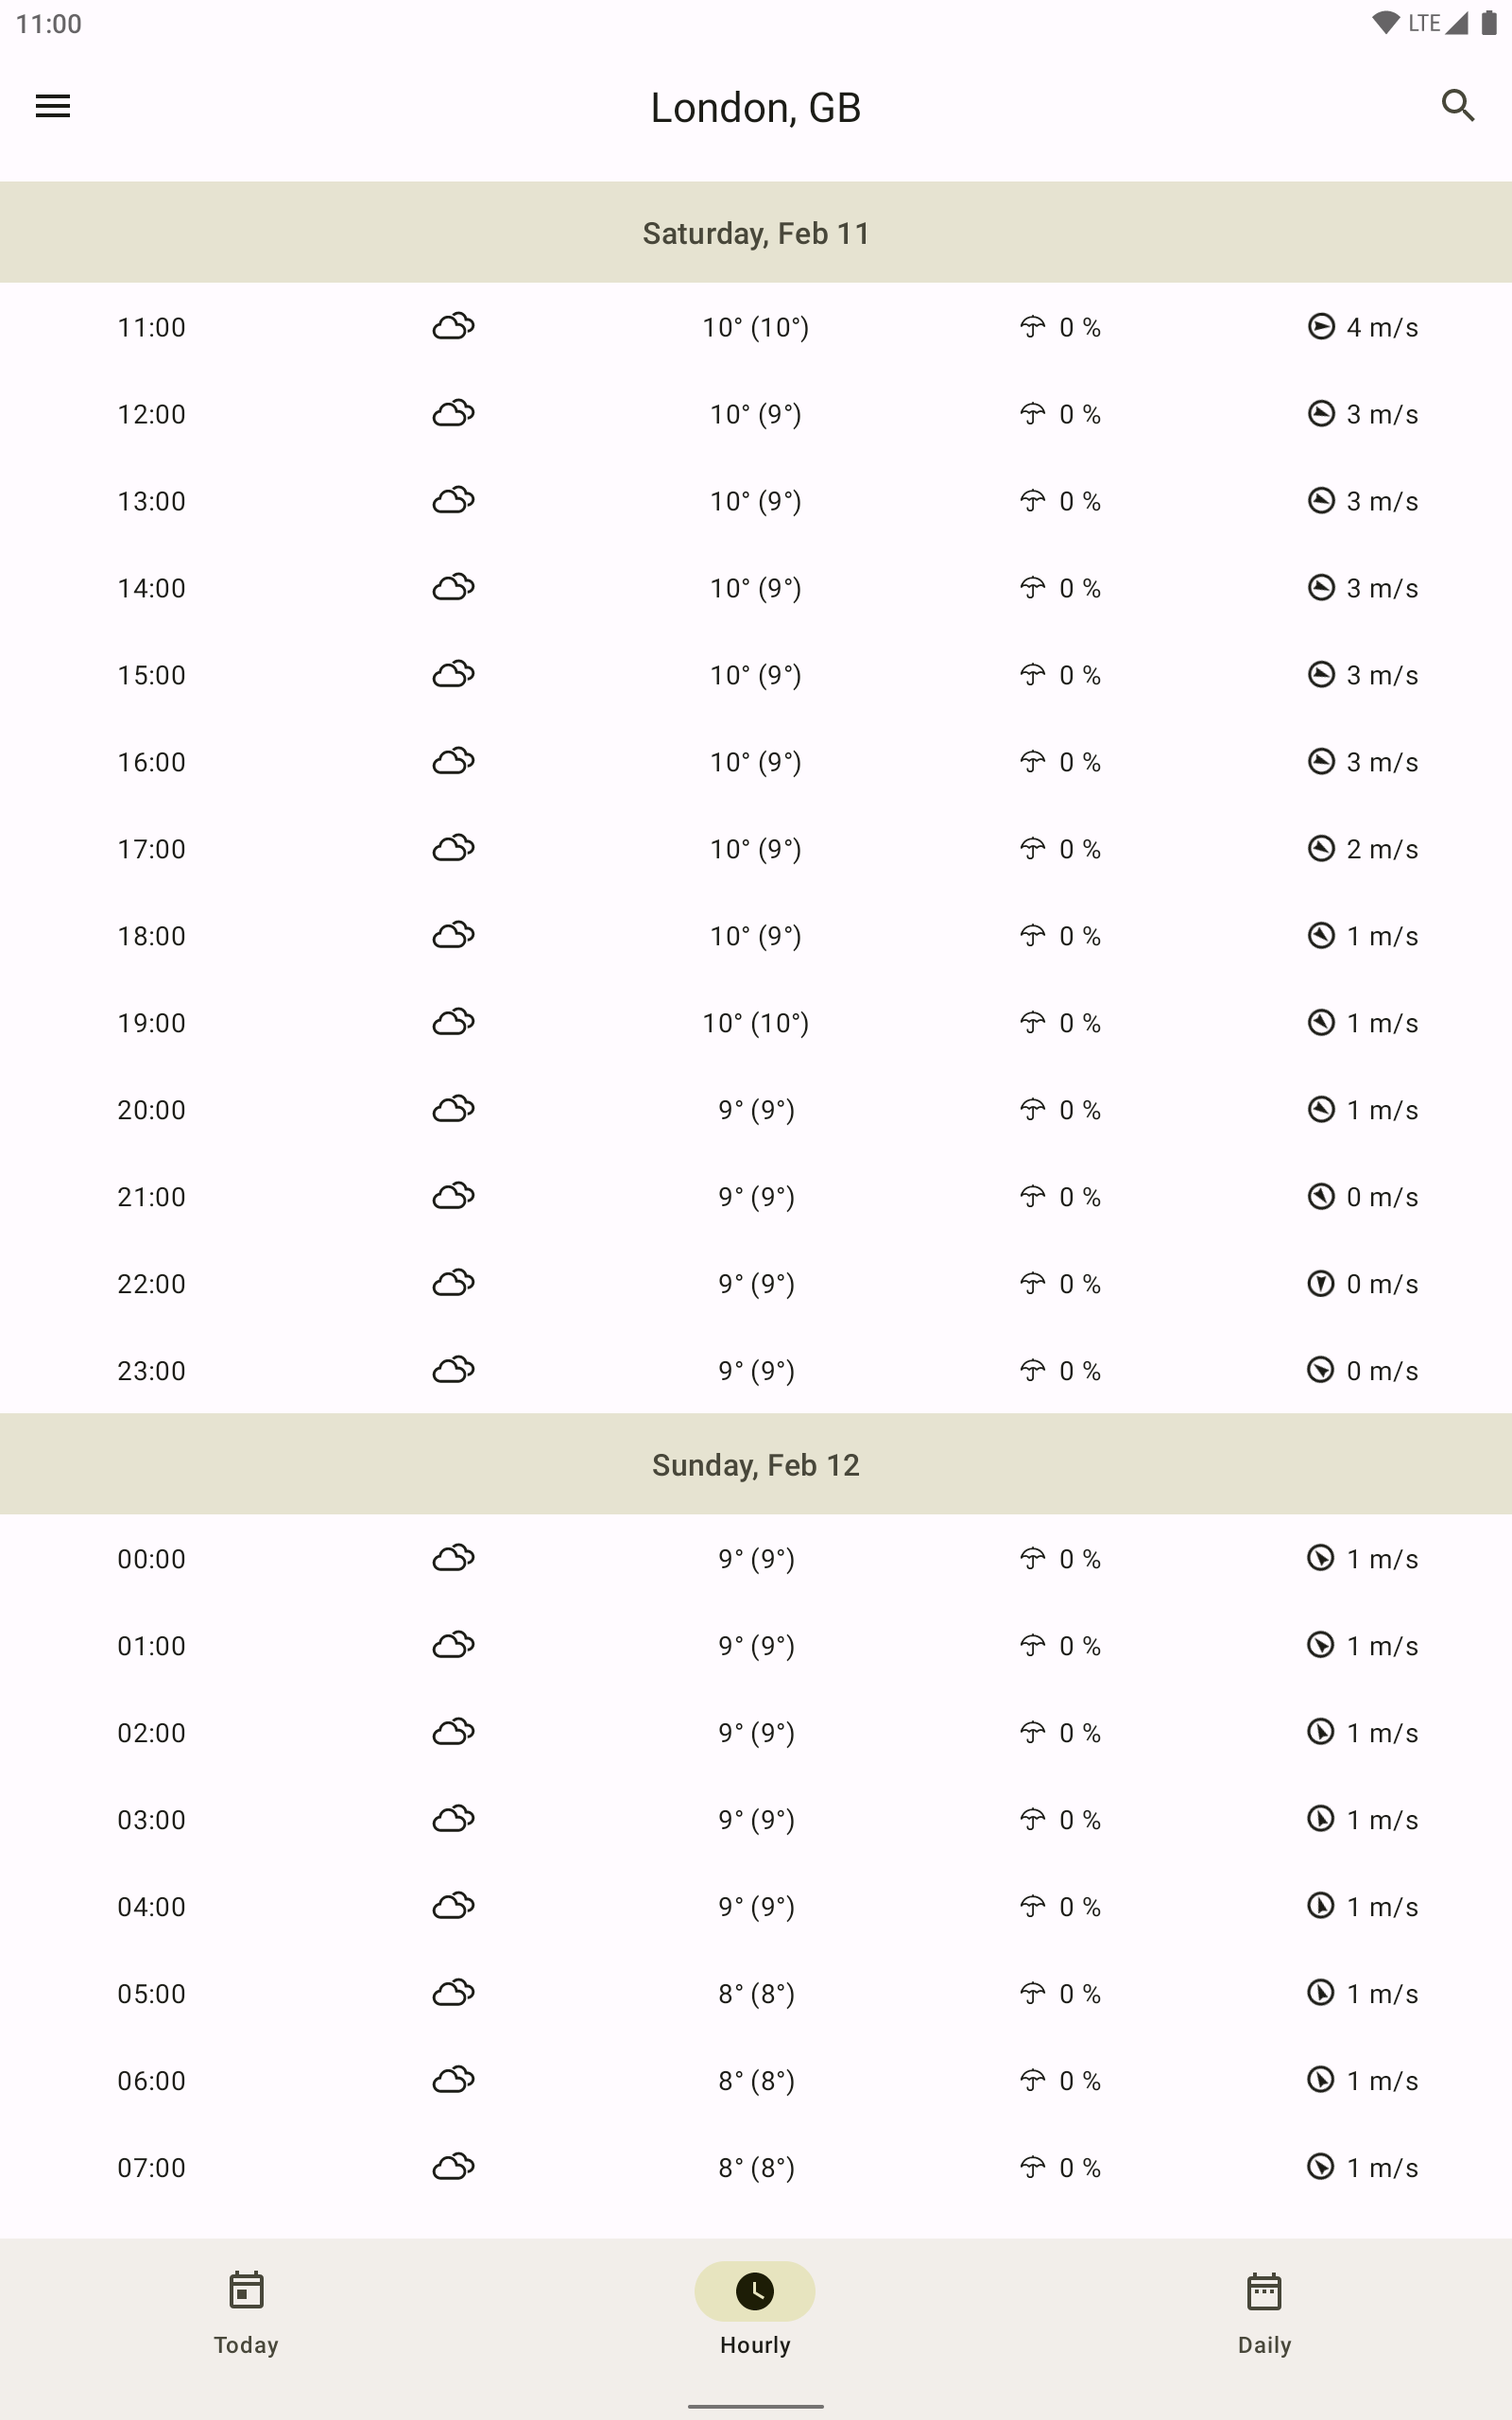 11:00 LTE
London, GB
Saturday, Feb 11
11:00 10° (10°) 0 % 4 m/s
12:00 10° (9°) 0 % 3 m/s
13:00 10° (9°) 0 % 3 m/s
14:00 10° (9°) 0 % 3 m/s
15:00 10° (9°) 0 % 3 m/s
16:00 10° (9°) 0 % 3 m/s
17:00 10° (9°) 0 % 2 m/s
18:00 10° (9°) 0 % 1 m/s
19:00 10° (10°) 0 % 1 m/s
20:00 9° (9°) 0 % 1 m/s
21:00 9° (9°) 0 % 0 m/s
22:00 9° (9°) 0 % 0 m/s
23:00 9° (9°) 0 % 0 m/s
Sunday, Feb 12
00:00 9° (9°) 0 % 1 m/s
01:00 9° (9°) 0 % 1 m/s
02:00 9° (9°) 0 % 1 m/s
03:00 9° (9°) 0 % 1 m/s
04:00 9° (9°) 0 % 1 m/s
05:00 8° (8°) 0 % 1 m/s
06:00 8° (8°) 0 % 1 m/s
07:00 8° (8°) 0 % 1 m/s
Today Hourly Daily